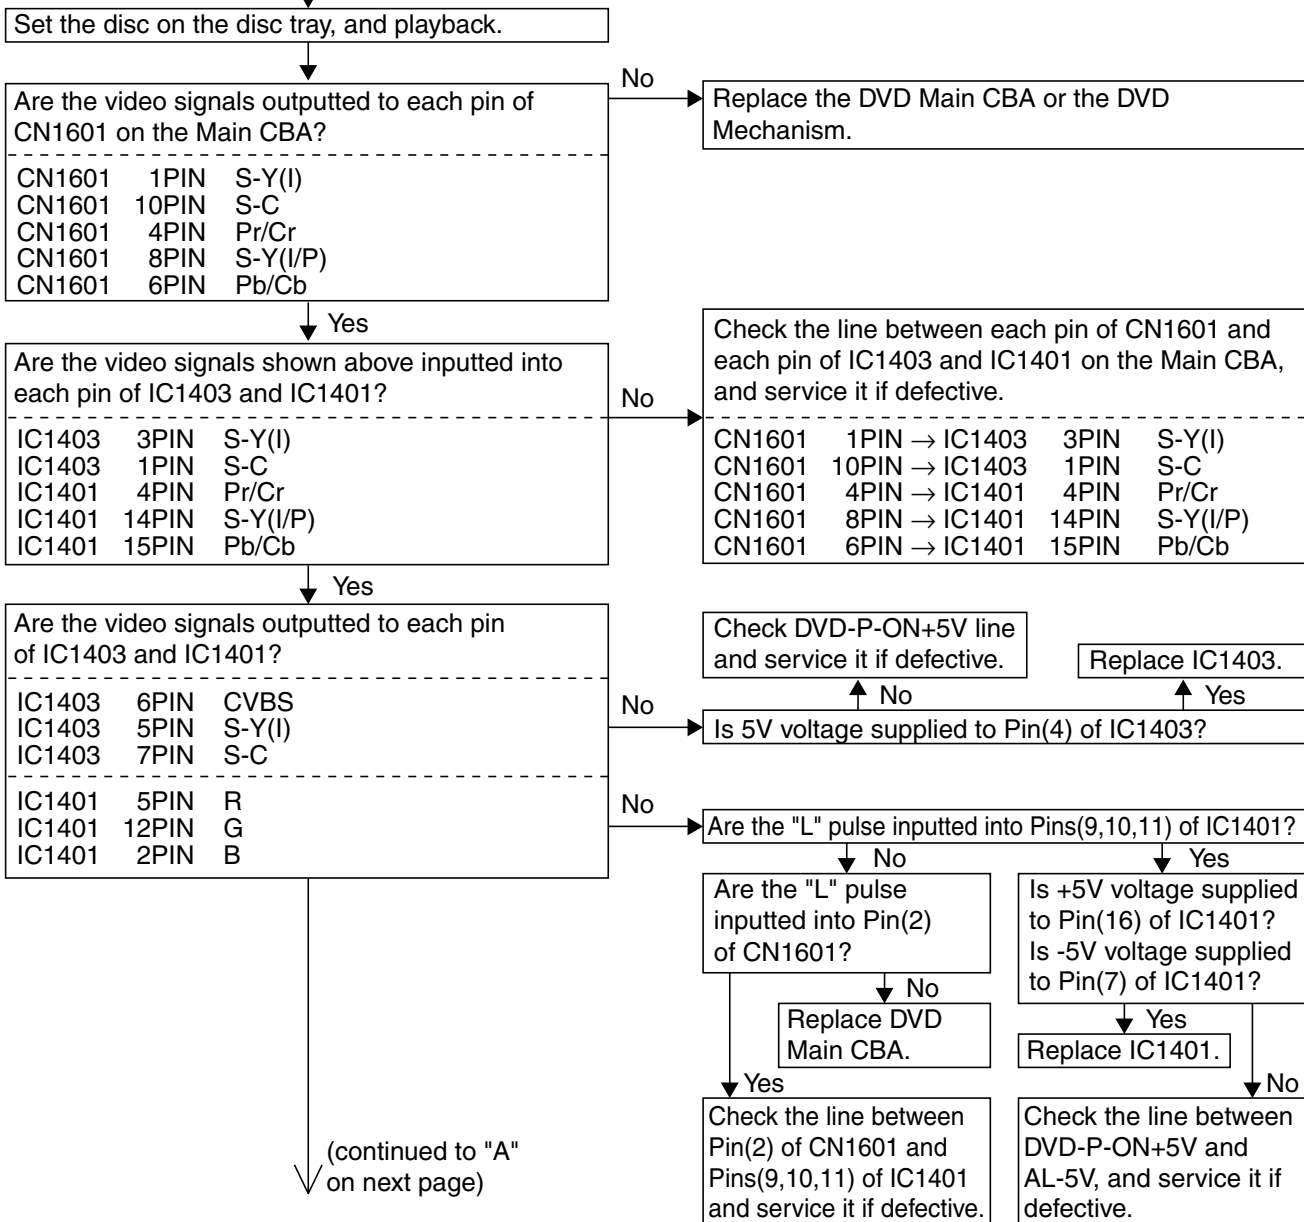 Set the disc on the disc tray, and playback.
Are the video signals outputted to each pin of
CN1601 on the Main CBA?
CN1601 1PIN S-Y(I)
CN1601 10PIN S-C
CN1601 4PIN Pr/Cr
CN1601 8PIN S-Y(I/P)
CN1601 6PIN Pb/Cb
No
Replace the DVD Main CBA or the DVD
Mechanism.
Yes
Are the video signals shown above inputted into
each pin of IC1403 and IC1401?
IC1403 3PIN S-Y(I)
IC1403 1PIN S-C
IC1401 4PIN Pr/Cr
IC1401 14PIN S-Y(I/P)
IC1401 15PIN Pb/Cb
No
Check the line between each pin of CN1601 and
each pin of IC1403 and IC1401 on the Main CBA,
and service it if defective.
CN1601 1PIN → IC1403 3PIN S-Y(I)
CN1601 10PIN → IC1403 1PIN S-C
CN1601 4PIN → IC1401 4PIN Pr/Cr
CN1601 8PIN → IC1401 14PIN S-Y(I/P)
CN1601 6PIN → IC1401 15PIN Pb/Cb
Yes
Are the video signals outputted to each pin
of IC1403 and IC1401?
IC1403 6PIN CVBS
IC1403 5PIN S-Y(I)
IC1403 7PIN S-C
IC1401 5PIN R
IC1401 12PIN G
IC1401 2PIN B
No
Check DVD-P-ON+5V line
and service it if defective.
Replace IC1403.
No
Yes
Is 5V voltage supplied to Pin(4) of IC1403?
No
Are the "L" pulse inputted into Pins(9,10,11) of IC1401?
No
Yes
Are the "L" pulse
inputted into Pin(2)
of CN1601?
Is +5V voltage supplied
to Pin(16) of IC1401?
Is -5V voltage supplied
to Pin(7) of IC1401?
No
Replace DVD
Main CBA.
Yes
Replace IC1401.
Yes
No
Check the line between
Pin(2) of CN1601 and
Pins(9,10,11) of IC1401
and service it if defective.
Check the line between
DVD-P-ON+5V and
AL-5V, and service it if
defective.
(continued to "A"
on next page)